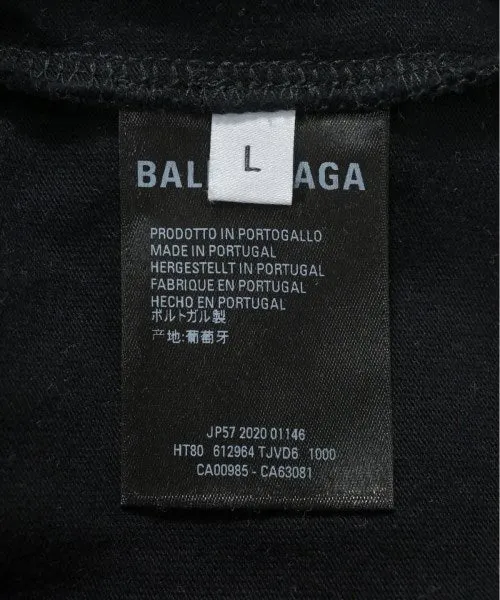 L
BAL AGA
PRODOTTO IN PORTOGALLO
MADE IN PORTUGAL
HERGESTELLT IN PORTUGAL
FABRIQUE EN PORTUGAL
HECHO EN PORTUGAL
ポルトガル製
产地:葡萄牙
JP57 2020 01146
HT80 612964 TJVD6 1000
CA00985 - CA63081